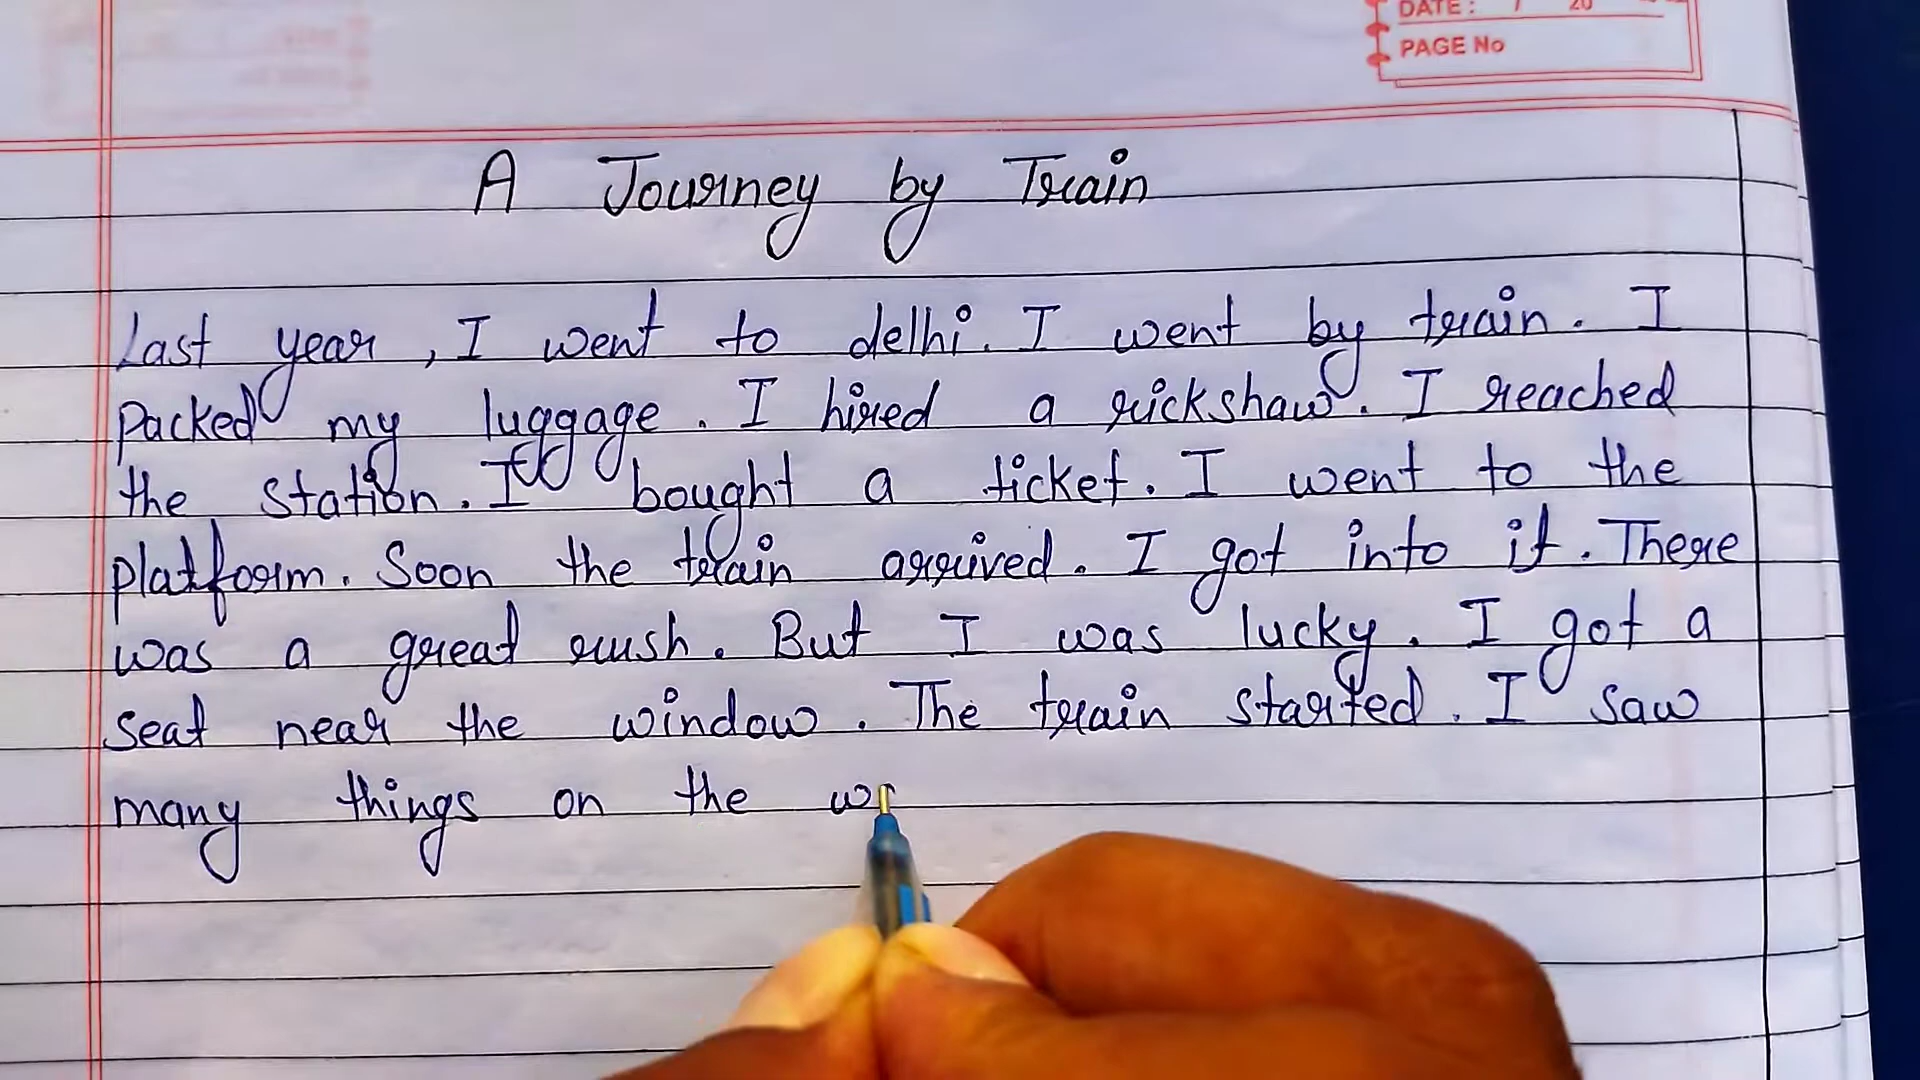 DATE: / 20
PAGE No
A Journey by Train
Last year, I went to delhi. I went by train. I
Packed my luggage. I hired a rickshaw. I reached
the station. I bought a ticket. I went to the
platform. Soon the train arrived. I got into it. There
was a great rush. But I was lucky. I got a
seat near the window. The train started. I saw
many things on the